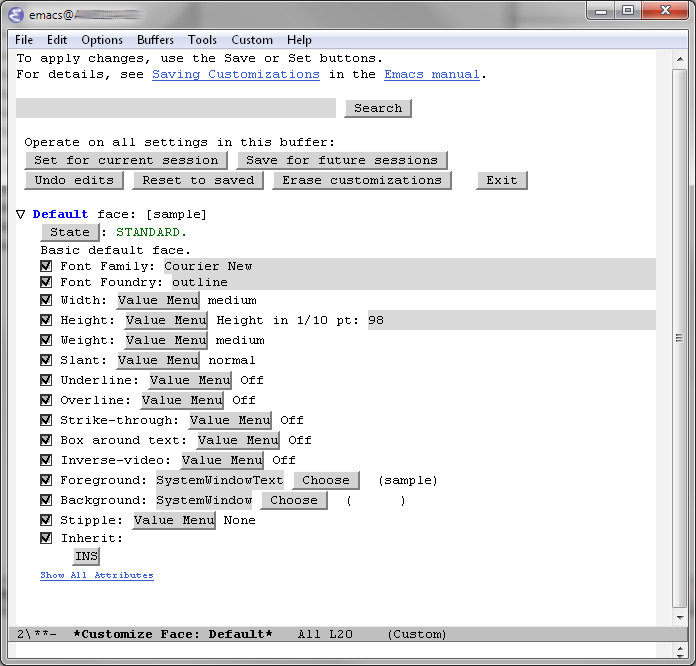 emacs@
File Edit Options Buffers Tools Custom Help
To apply changes, use the Save or Set buttons.
For details, see Saving Customizations in the Emacs manual.
Search
Operate on all settings in this buffer:
Set for current session Save for future sessions
Undo edits Reset to saved Erase customizations Exit
Default face: [sample]
State : STANDARD.
Basic default face.
Font Family: Courier New
Font Foundry: outline
Width: Value Menu medium
Height: Value Menu Height in 1/10 pt: 98
Weight: Value Menu medium
Slant: Value Menu normal
Underline: Value Menu Off
Overline: Value Menu Off
Strike-through: Value Menu Off
Box around text: Value Menu Off
Inverse-video: Value Menu Off
Foreground: SystemWindowText Choose (sample)
Background: SystemWindow Choose ( )
Stipple: Value Menu None
Inherit:
INS
Show All Attributes
2\**- *Customize Face: Default* All L20 (Custom)